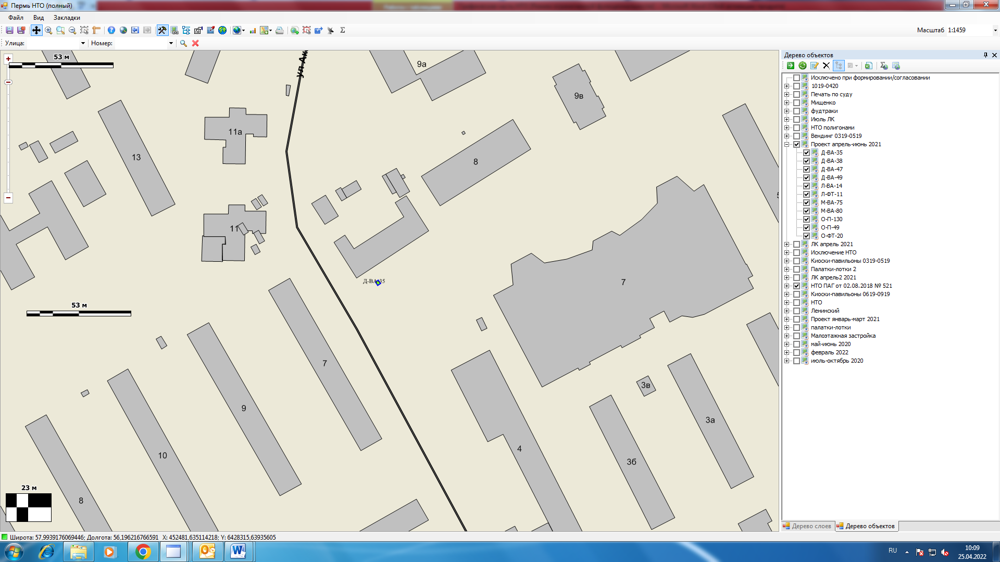 Пермь НТО (полный)
Файл Вид Закладки
Масштаб 1:1459
Улица: Номер:
53 м
ул Ак
9а
9в
11а
13
8
11
7
Д-ВА-35
53 м
7
9
3в
3а
4
10
3б
23 м
8
Дерево объектов
Исключено при формировании/согласовании
1019-0420
Печать по суду
Мищенко
фудтраки
Июль ЛК
НТО полигонами
Вендинг 0319-0519
Проект апрель-июнь 2021
Д-ВА-35
Д-ВА-38
Д-ВА-47
Д-ВА-49
Л-ВА-14
Л-ФТ-11
М-ВА-75
М-ВА-80
О-П-130
О-П-49
О-ФТ-20
ЛК апрель 2021
Исключение НТО
Киоски-павильоны 0319-0519
Палатки-лотки 2
ЛК апрель2 2021
НТО ПАГ от 02.08.2018 № 521
Киоски-павильоны 0619-0919
НТО
Ленинский
Проект январь-март 2021
палатки-лотки
Малоэтажная застройка
май-июнь 2020
февраль 2022
июль-октябрь 2020
Дерево слоев Дерево объектов
Широта: 57,9939176069446; Долгота: 56,196216766591 X: 452481,635114218; Y: 6428315,63935605
RU
10:09
25.04.2022